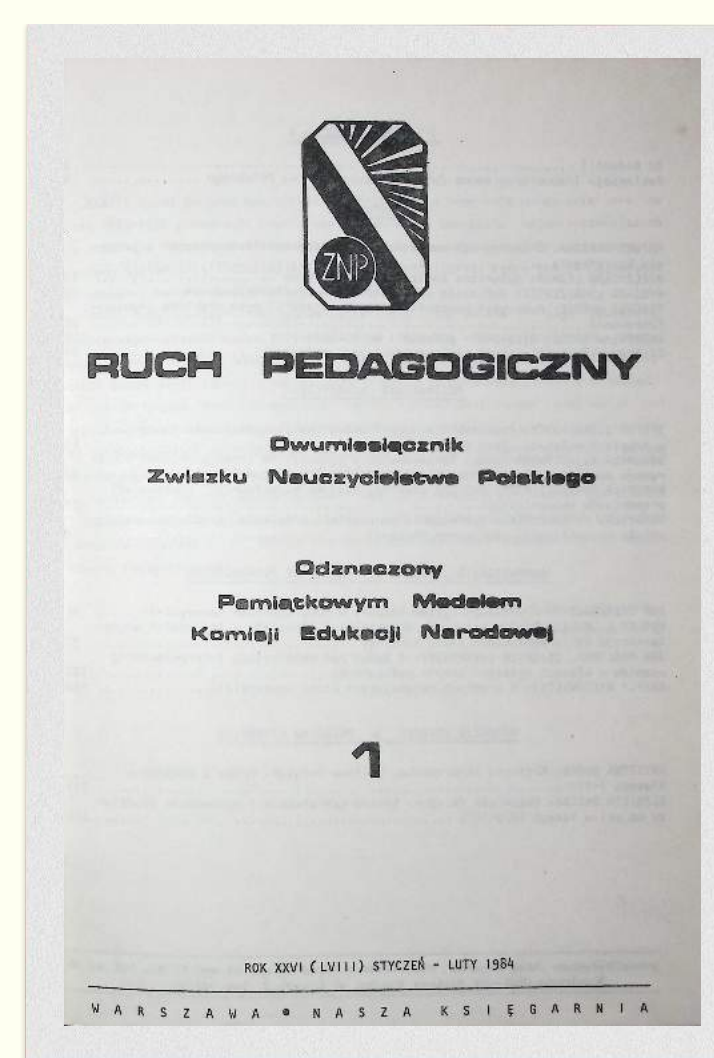 ZNP
RUCH PEDAGOGICZNY
Dwumiesiącznik
Związku Nauczycielstwa Polskiego
Odznaczony
Pamiątkowym Medalem
Komisji Edukacji Narodowej
1
ROK XXVI (LVIII) STYCZEŃ - LUTY 1984
WARSZAWA • NASZA KSIĘGARNIA